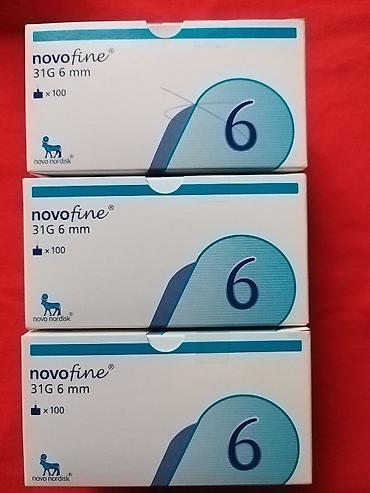 novofine®
31G 6 mm
× 100
6
novo nordisk®
novofine®
31G 6 mm
× 100
6
novo nordisk®
novofine®
31G 6 mm
× 100
6
novo nordisk®